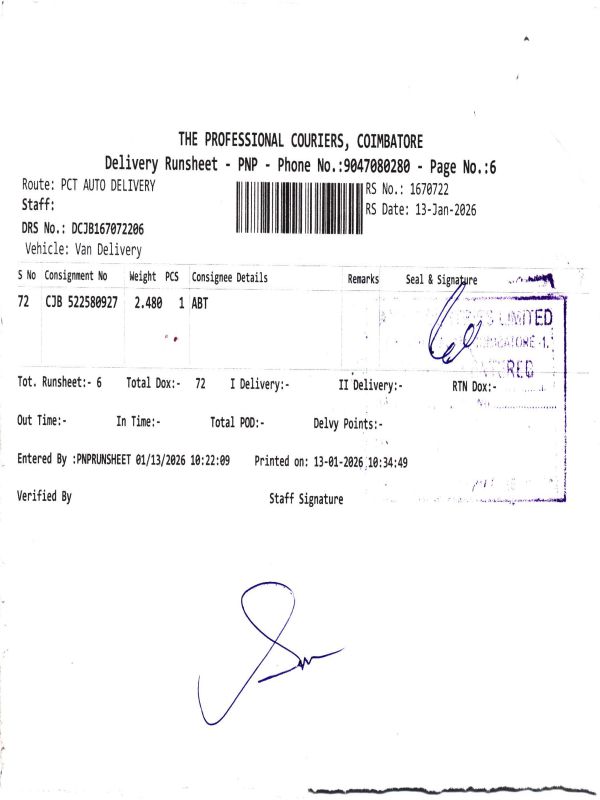 THE PROFESSIONAL COURIERS, COIMBATORE
Delivery Runsheet - PNP - Phone No.:9047080280 - Page No.:6
Route: PCT AUTO DELIVERY
RS No.: 1670722
Staff:
RS Date: 13-Jan-2026
DRS No.: DCJB167072206
Vehicle: Van Delivery
S No Consignment No Weight PCS Consignee Details Remarks Seal & Signature
72 CJB 522580927 2.480 1 ABT
LIMITED
Tot. Runsheet:- 6 Total Dox:- 72 I Delivery:- II Delivery:- RTN Dox:-
Out Time:- In Time:- Total POD:- Delvy Points:-
Entered By :PNPRUNSHEET 01/13/2026 10:22:09 Printed on: 13-01-2026 10:34:49
Verified By Staff Signature